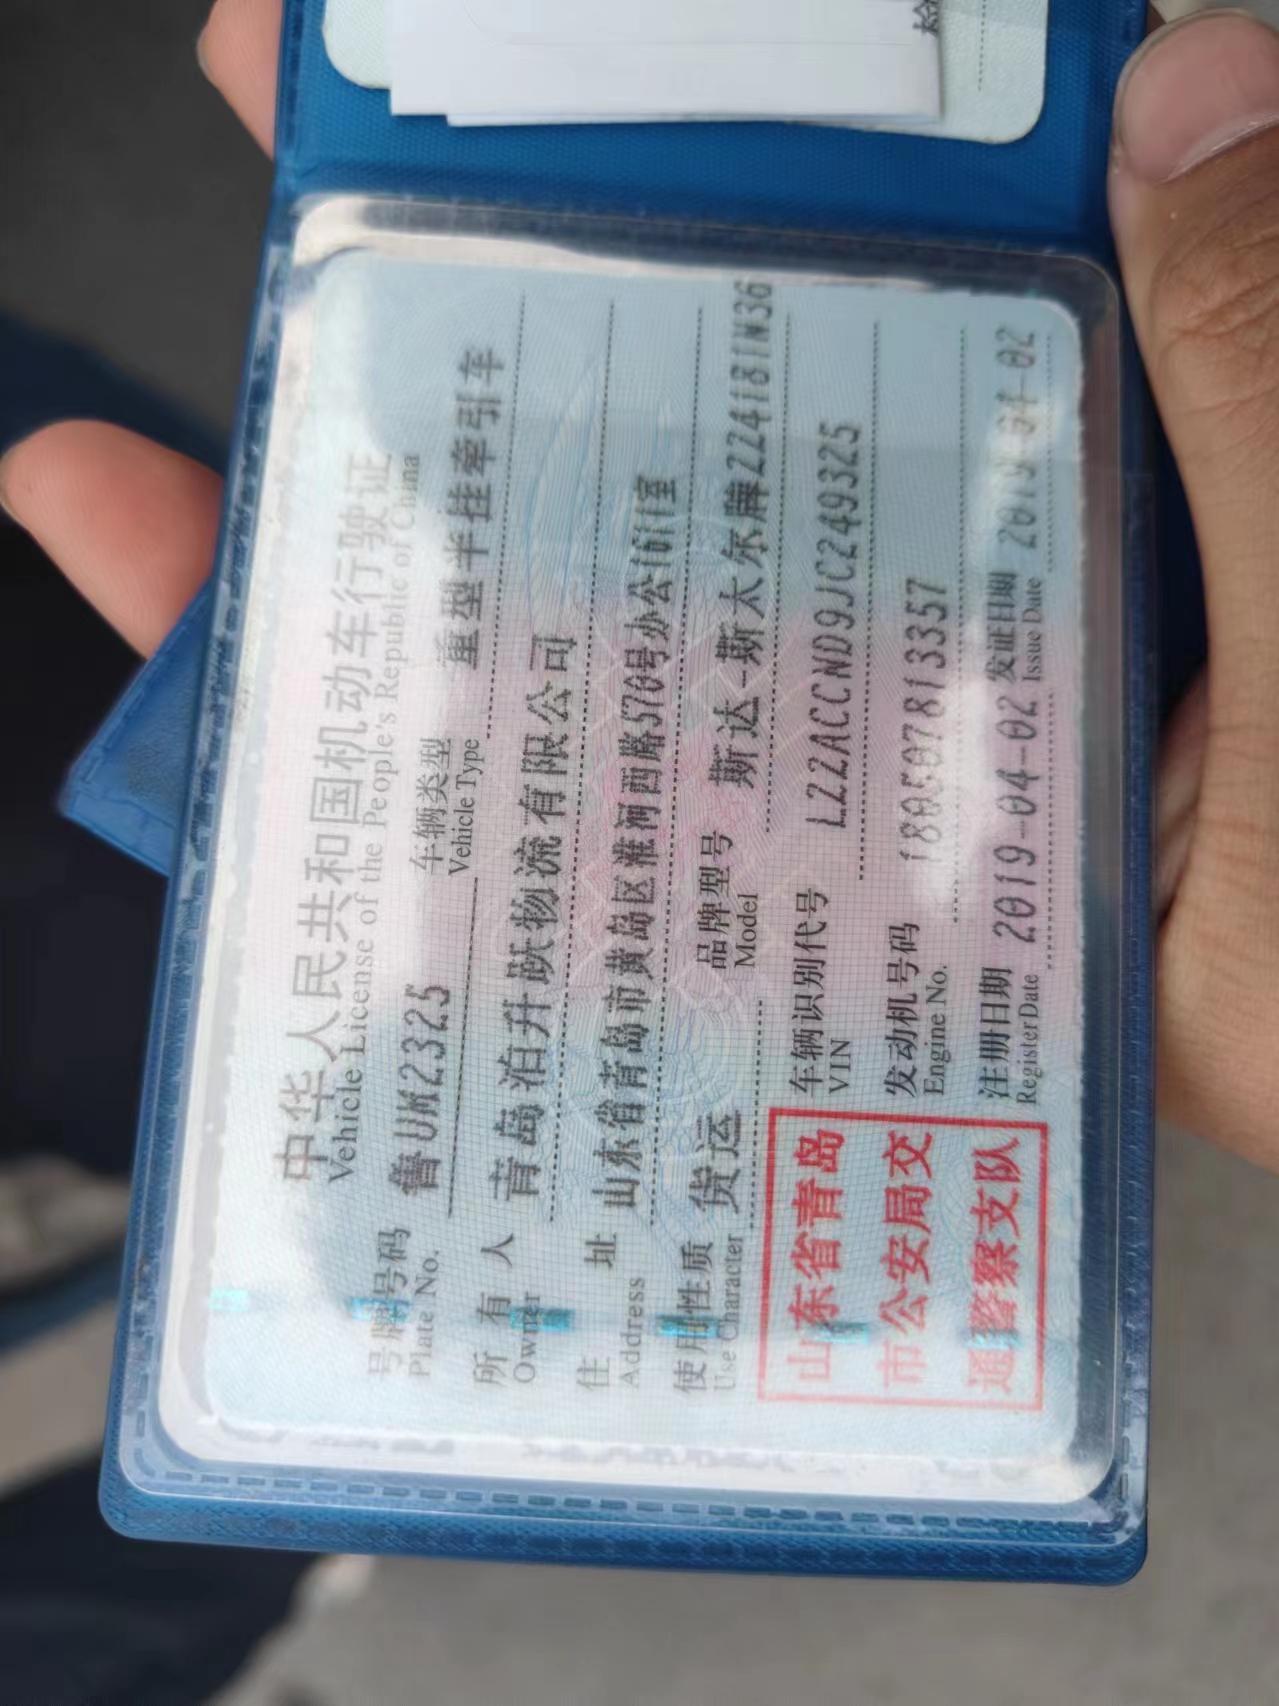 中华人民共和国机动车行驶证
Vehicle License of the People's Republic of China
号牌号码 鲁UM2325 车辆类型 重型半挂牵引车
Plate No. Vehicle Type
所有人 青岛泊升跃物流有限公司
Owner
住址 山东省青岛市黄岛区淮河西路570号办公1611室
Address
使用性质 货运 品牌型号 斯达-斯太尔牌ZZ4181N36
Use Character Model
山东省青岛
市公安局交
通警察支队
车辆识别代号 LZZACCND9JC249325
VIN
发动机号码 180507813357
Engine No.
注册日期 2019-04-02 发证日期 2019-04-02
Register Date Issue Date